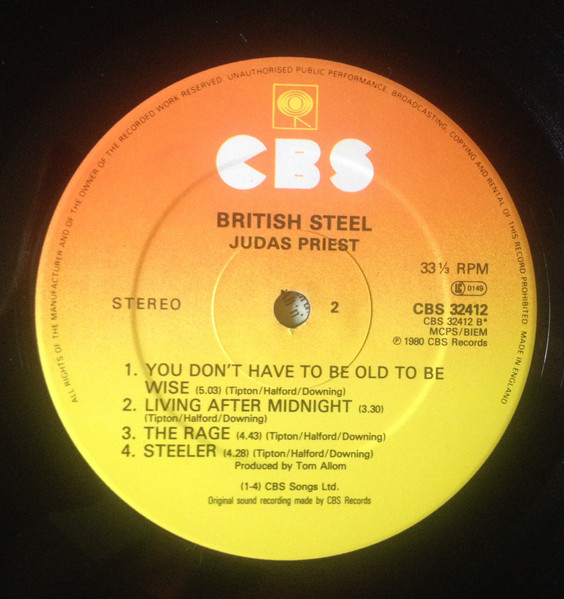 ALL RIGHTS OF THE MANUFACTURER AND OF THE OWNER OF THE RECORDED WORK RESERVED. UNAUTHORISED PUBLIC PERFORMANCE, BROADCASTING, COPYING AND RENTAL OF THIS RECORD PROHIBITED. MADE IN ENGLAND
CBS
BRITISH STEEL
JUDAS PRIEST
33⅓ RPM
LC 0149
STEREO
2
CBS 32412
CBS 32412 B*
MCPS/BIEM
℗ 1980 CBS Records
1. YOU DON'T HAVE TO BE OLD TO BE
WISE (5.03) (Tipton/Halford/Downing)
2. LIVING AFTER MIDNIGHT (3.30)
(Tipton/Halford/Downing)
3. THE RAGE (4.43) (Tipton/Halford/Downing)
4. STEELER (4.28) (Tipton/Halford/Downing)
Produced by Tom Allom
(1-4) CBS Songs Ltd.
Original sound recording made by CBS Records